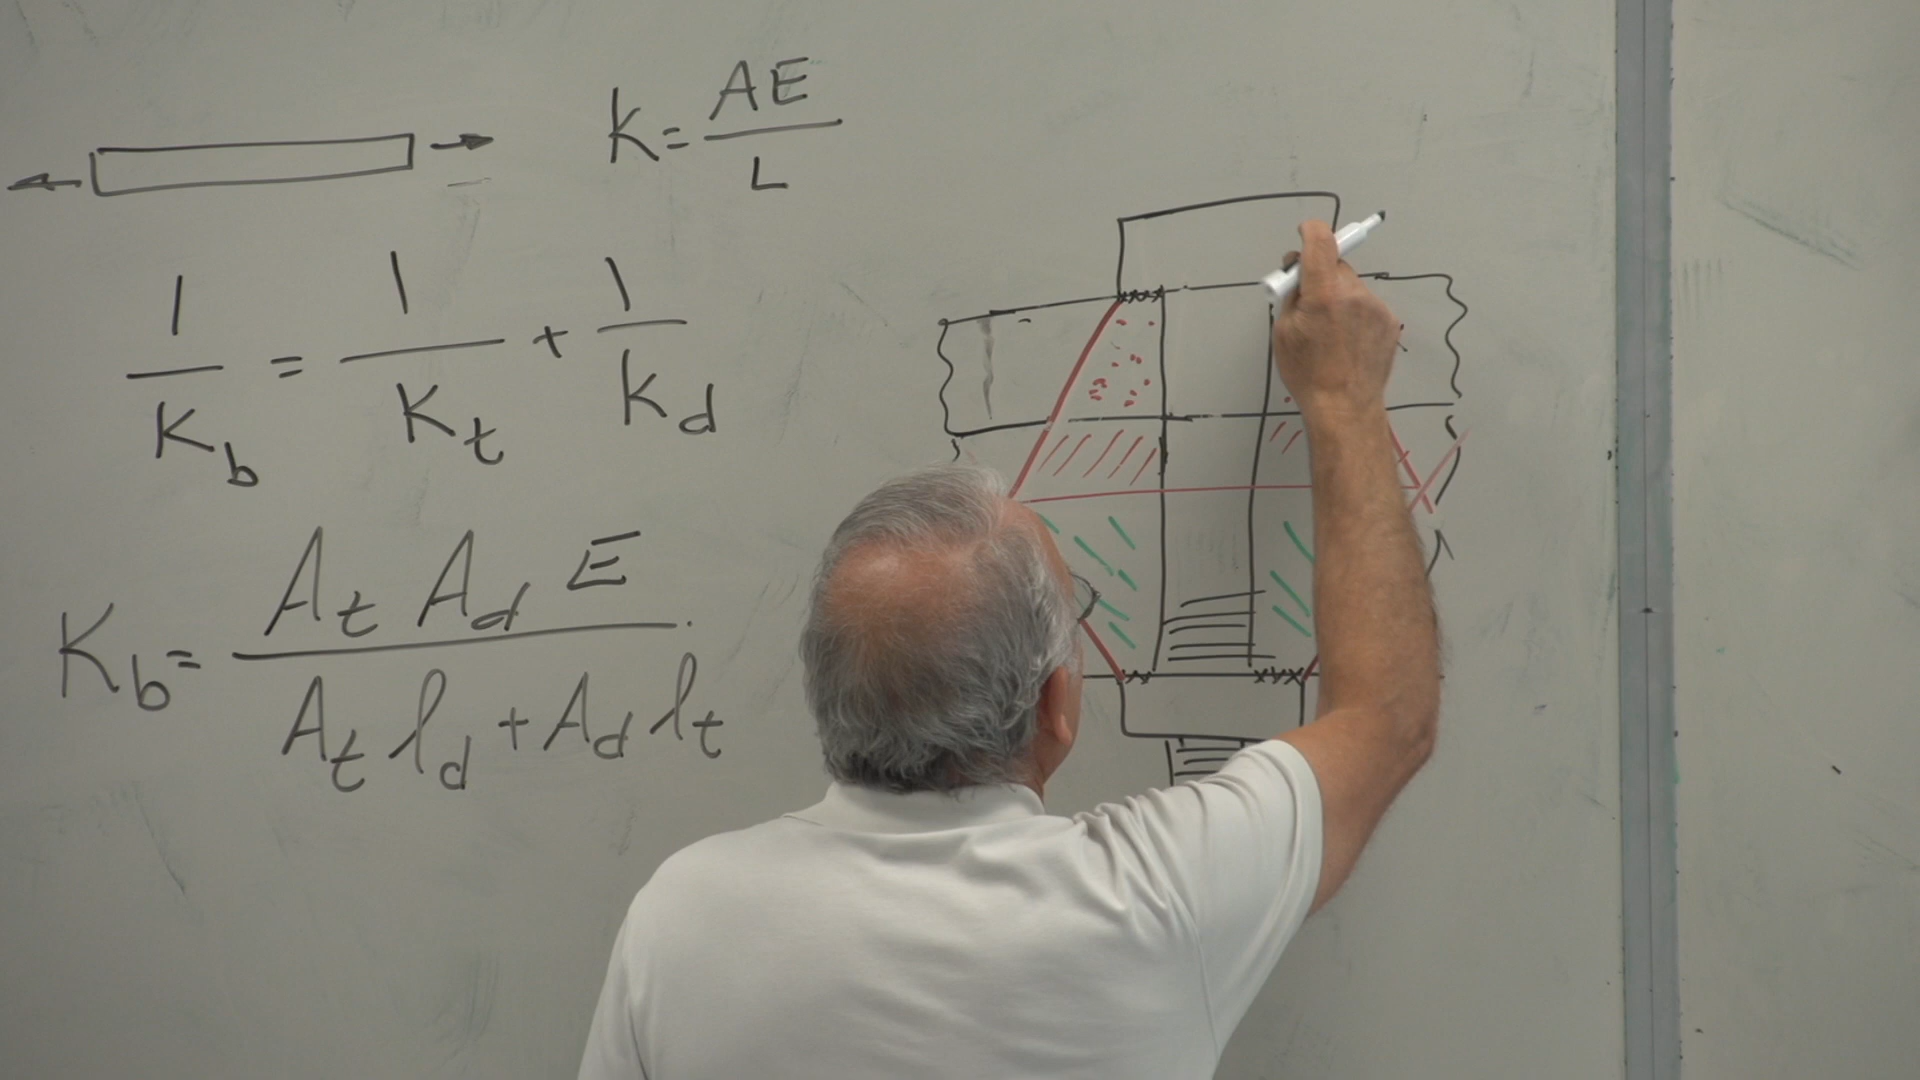 K = AE / L
1/K_b = 1/K_t + 1/K_d
K_b = A_t A_d E / A_t l_d + A_d l_t